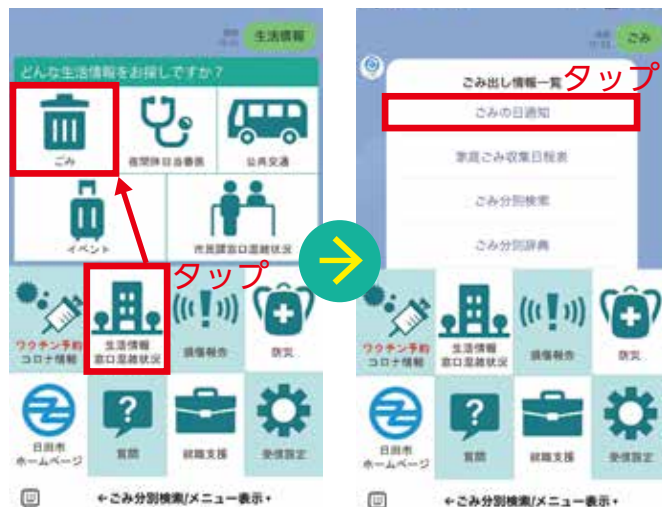 生活情報
どんな生活情報をお探しですか?
ごみ
夜間休日当番医
公共交通
イベント
市民課窓口混雑状況
タップ
ワクチン予約
コロナ情報
生活情報
窓口混雑状況
損傷報告
防災
日田市
ホームページ
質問
就職支援
受信設定
←ごみ分別検索/メニュー表示・
ごみ
ごみ出し情報一覧
タップ
ごみの日通知
家庭ごみ収集日程表
ごみ分別検索
ごみ分別辞典
ワクチン予約
コロナ情報
生活情報
窓口混雑状況
損傷報告
防災
日田市
ホームページ
質問
就職支援
受信設定
←ごみ分別検索/メニュー表示・